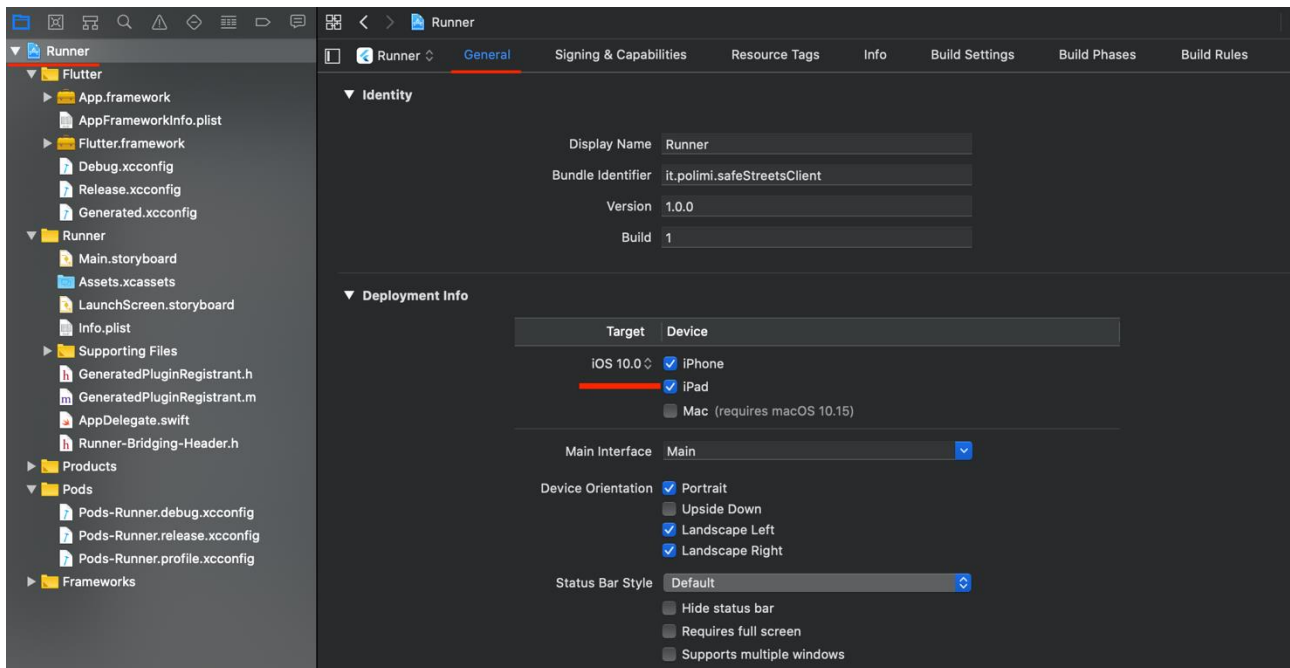 Runner
Runner
Flutter
App.framework
AppFrameworkInfo.plist
Flutter.framework
Debug.xcconfig
Release.xcconfig
Generated.xcconfig
Runner
Main.storyboard
Assets.xcassets
LaunchScreen.storyboard
Info.plist
Supporting Files
GeneratedPluginRegistrant.h
GeneratedPluginRegistrant.m
AppDelegate.swift
Runner-Bridging-Header.h
Products
Pods
Pods-Runner.debug.xcconfig
Pods-Runner.release.xcconfig
Pods-Runner.profile.xcconfig
Frameworks
Runner General Signing & Capabilities Resource Tags Info Build Settings Build Phases Build Rules
Identity
Display Name Runner
Bundle Identifier it.polimi.safeStreetsClient
Version 1.0.0
Build 1
Deployment Info
Target Device
iOS 10.0 iPhone
iPad
Mac (requires macOS 10.15)
Main Interface Main
Device Orientation Portrait
Upside Down
Landscape Left
Landscape Right
Status Bar Style Default
Hide status bar
Requires full screen
Supports multiple windows